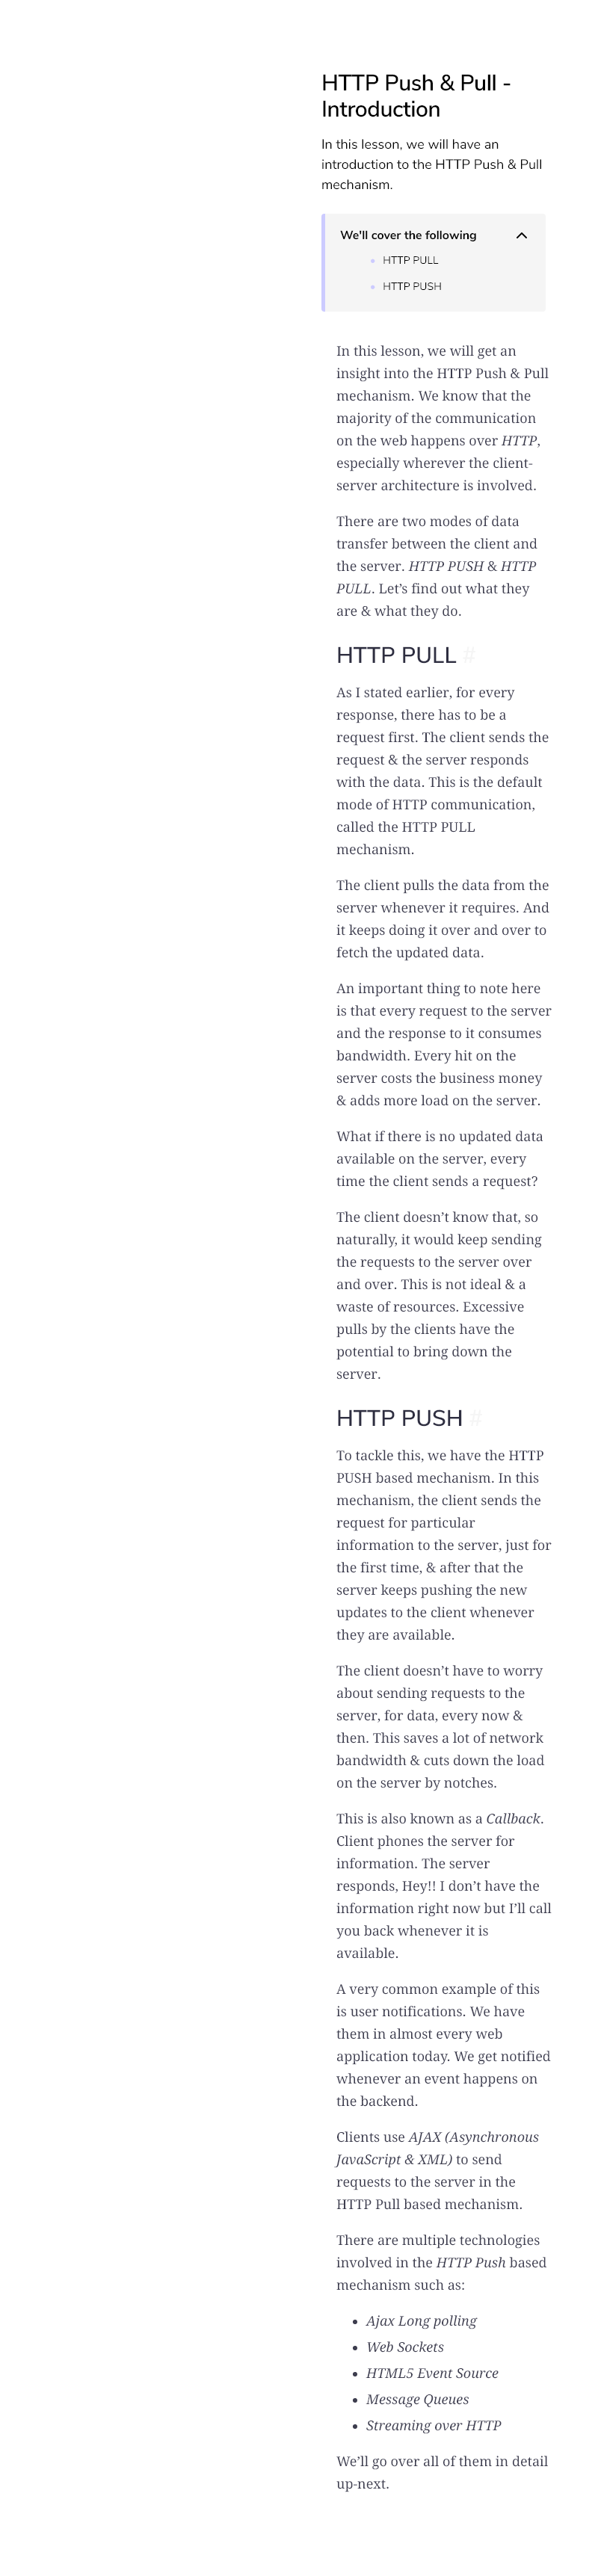 HTTP Push & Pull -
Introduction
In this lesson, we will have an
introduction to the HTTP Push & Pull
mechanism.
We'll cover the following
HTTP PULL
HTTP PUSH
In this lesson, we will get an
insight into the HTTP Push & Pull
mechanism. We know that the
majority of the communication
on the web happens over HTTP,
especially wherever the client-
server architecture is involved.
There are two modes of data
transfer between the client and
the server. HTTP PUSH & HTTP
PULL. Let’s find out what they
are & what they do.
HTTP PULL #
As I stated earlier, for every
response, there has to be a
request first. The client sends the
request & the server responds
with the data. This is the default
mode of HTTP communication,
called the HTTP PULL
mechanism.
The client pulls the data from the
server whenever it requires. And
it keeps doing it over and over to
fetch the updated data.
An important thing to note here
is that every request to the server
and the response to it consumes
bandwidth. Every hit on the
server costs the business money
& adds more load on the server.
What if there is no updated data
available on the server, every
time the client sends a request?
The client doesn’t know that, so
naturally, it would keep sending
the requests to the server over
and over. This is not ideal & a
waste of resources. Excessive
pulls by the clients have the
potential to bring down the
server.
HTTP PUSH #
To tackle this, we have the HTTP
PUSH based mechanism. In this
mechanism, the client sends the
request for particular
information to the server, just for
the first time, & after that the
server keeps pushing the new
updates to the client whenever
they are available.
The client doesn’t have to worry
about sending requests to the
server, for data, every now &
then. This saves a lot of network
bandwidth & cuts down the load
on the server by notches.
This is also known as a Callback.
Client phones the server for
information. The server
responds, Hey!! I don’t have the
information right now but I’ll call
you back whenever it is
available.
A very common example of this
is user notifications. We have
them in almost every web
application today. We get notified
whenever an event happens on
the backend.
Clients use AJAX (Asynchronous
JavaScript & XML) to send
requests to the server in the
HTTP Pull based mechanism.
There are multiple technologies
involved in the HTTP Push based
mechanism such as:
Ajax Long polling
Web Sockets
HTML5 Event Source
Message Queues
Streaming over HTTP
We’ll go over all of them in detail
up-next.